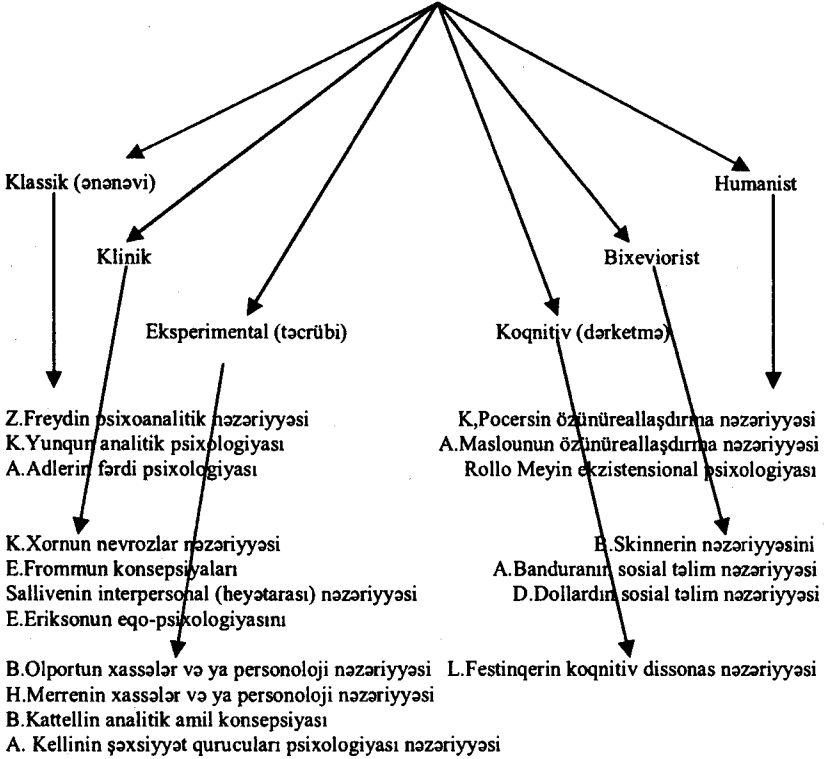 Klassik (ənənəvi)
Humanist
Klinik
Bixeviorist
Eksperimental (təcrübi)
Koqnitiv (dərketmə)
Z.Freydin psixoanalitik nəzəriyyəsi
K.Yunqun analitik psixologiyası
A.Adlerin fərdi psixologiyası
K,Pocersin özünüreallaşdırma nəzəriyyəsi
A.Maslounun özünüreallaşdırma nəzəriyyəsi
Rollo Meyin ekzistensional psixologiyası
K.Xornun nevrozlar nəzəriyyəsi
E.Frommun konsepsiyaları
Sallivenin interpersonal (heyətarası) nəzəriyyəsi
E.Eriksonun eqo-psixologiyasını
B.Skinnerin nəzəriyyəsini
A.Banduranın sosial təlim nəzəriyyəsi
D.Dollardın sosial təlim nəzəriyyəsi
B.Olportun xassələr və ya personoloji nəzəriyyəsi
H.Merrenin xassələr və ya personoloji nəzəriyyəsi
B.Kattellin analitik amil konsepsiyası
A. Kellinin şəxsiyyət qurucuları psixologiyası nəzəriyyəsi
L.Festinqerin koqnitiv dissonas nəzəriyyəsi